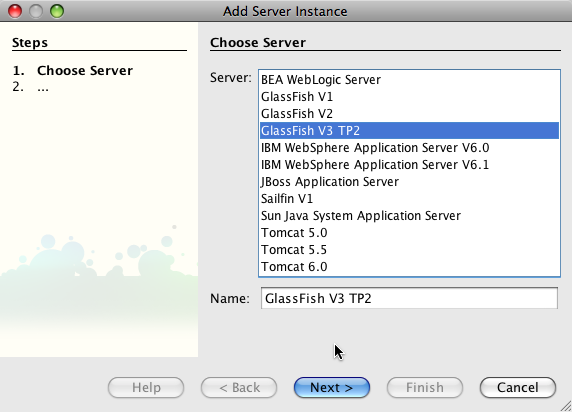 Add Server Instance
Steps
1. Choose Server
2. ...
Choose Server
Server:
BEA WebLogic Server
GlassFish V1
GlassFish V2
GlassFish V3 TP2
IBM WebSphere Application Server V6.0
IBM WebSphere Application Server V6.1
JBoss Application Server
Sailfin V1
Sun Java System Application Server
Tomcat 5.0
Tomcat 5.5
Tomcat 6.0
Name: GlassFish V3 TP2
Help < Back Next > Finish Cancel